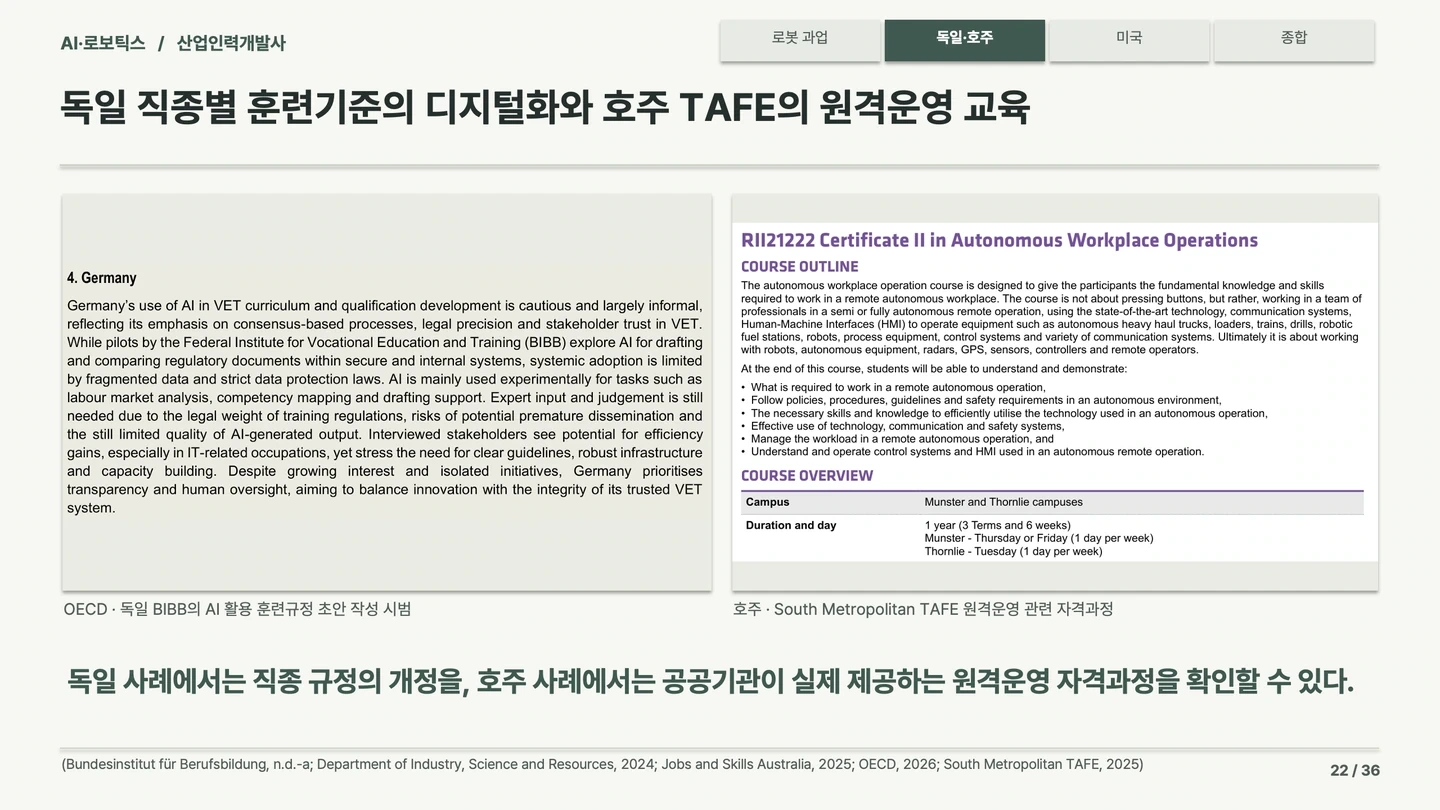 AI·로보틱스 / 산업인력개발사
로봇 과업
독일·호주
미국
종합
독일 직종별 훈련기준의 디지털화와 호주 TAFE의 원격운영 교육
4. Germany
Germany's use of AI in VET curriculum and qualification development is cautious and largely informal,
reflecting its emphasis on consensus-based processes, legal precision and stakeholder trust in VET.
While pilots by the Federal Institute for Vocational Education and Training (BIBB) explore AI for drafting
and comparing regulatory documents within secure and internal systems, systemic adoption is limited
by fragmented data and strict data protection laws. AI is mainly used experimentally for tasks such as
labour market analysis, competency mapping and drafting support. Expert input and judgement is still
needed due to the legal weight of training regulations, risks of potential premature dissemination and
the still limited quality of AI-generated output. Interviewed stakeholders see potential for efficiency
gains, especially in IT-related occupations, yet stress the need for clear guidelines, robust infrastructure
and capacity building. Despite growing interest and isolated initiatives, Germany prioritises
transparency and human oversight, aiming to balance innovation with the integrity of its trusted VET
system.
OECD · 독일 BIBB의 AI 활용 훈련규정 초안 작성 시범
RII21222 Certificate II in Autonomous Workplace Operations
COURSE OUTLINE
The autonomous workplace operation course is designed to give the participants the fundamental knowledge and skills
required to work in a remote autonomous workplace. The course is not about pressing buttons, but rather, working in a team of
professionals in a semi or fully autonomous remote operation, using the state-of-the-art technology, communication systems,
Human-Machine Interfaces (HMI) to operate equipment such as autonomous heavy haul trucks, loaders, trains, drills, robotic
fuel stations, robots, process equipment, control systems and variety of communication systems. Ultimately it is about working
with robots, autonomous equipment, radars, GPS, sensors, controllers and remote operators.
At the end of this course, students will be able to understand and demonstrate:
• What is required to work in a remote autonomous operation,
• Follow policies, procedures, guidelines and safety requirements in an autonomous environment,
• The necessary skills and knowledge to efficiently utilise the technology used in an autonomous operation,
• Effective use of technology, communication and safety systems,
• Manage the workload in a remote autonomous operation, and
• Understand and operate control systems and HMI used in an autonomous remote operation.
COURSE OVERVIEW
Campus Munster and Thornlie campuses
Duration and day 1 year (3 Terms and 6 weeks)
Munster - Thursday or Friday (1 day per week)
Thornlie - Tuesday (1 day per week)
호주 · South Metropolitan TAFE 원격운영 관련 자격과정
독일 사례에서는 직종 규정의 개정을, 호주 사례에서는 공공기관이 실제 제공하는 원격운영 자격과정을 확인할 수 있다.
(Bundesinstitut für Berufsbildung, n.d.-a; Department of Industry, Science and Resources, 2024; Jobs and Skills Australia, 2025; OECD, 2026; South Metropolitan TAFE, 2025)
22 / 36